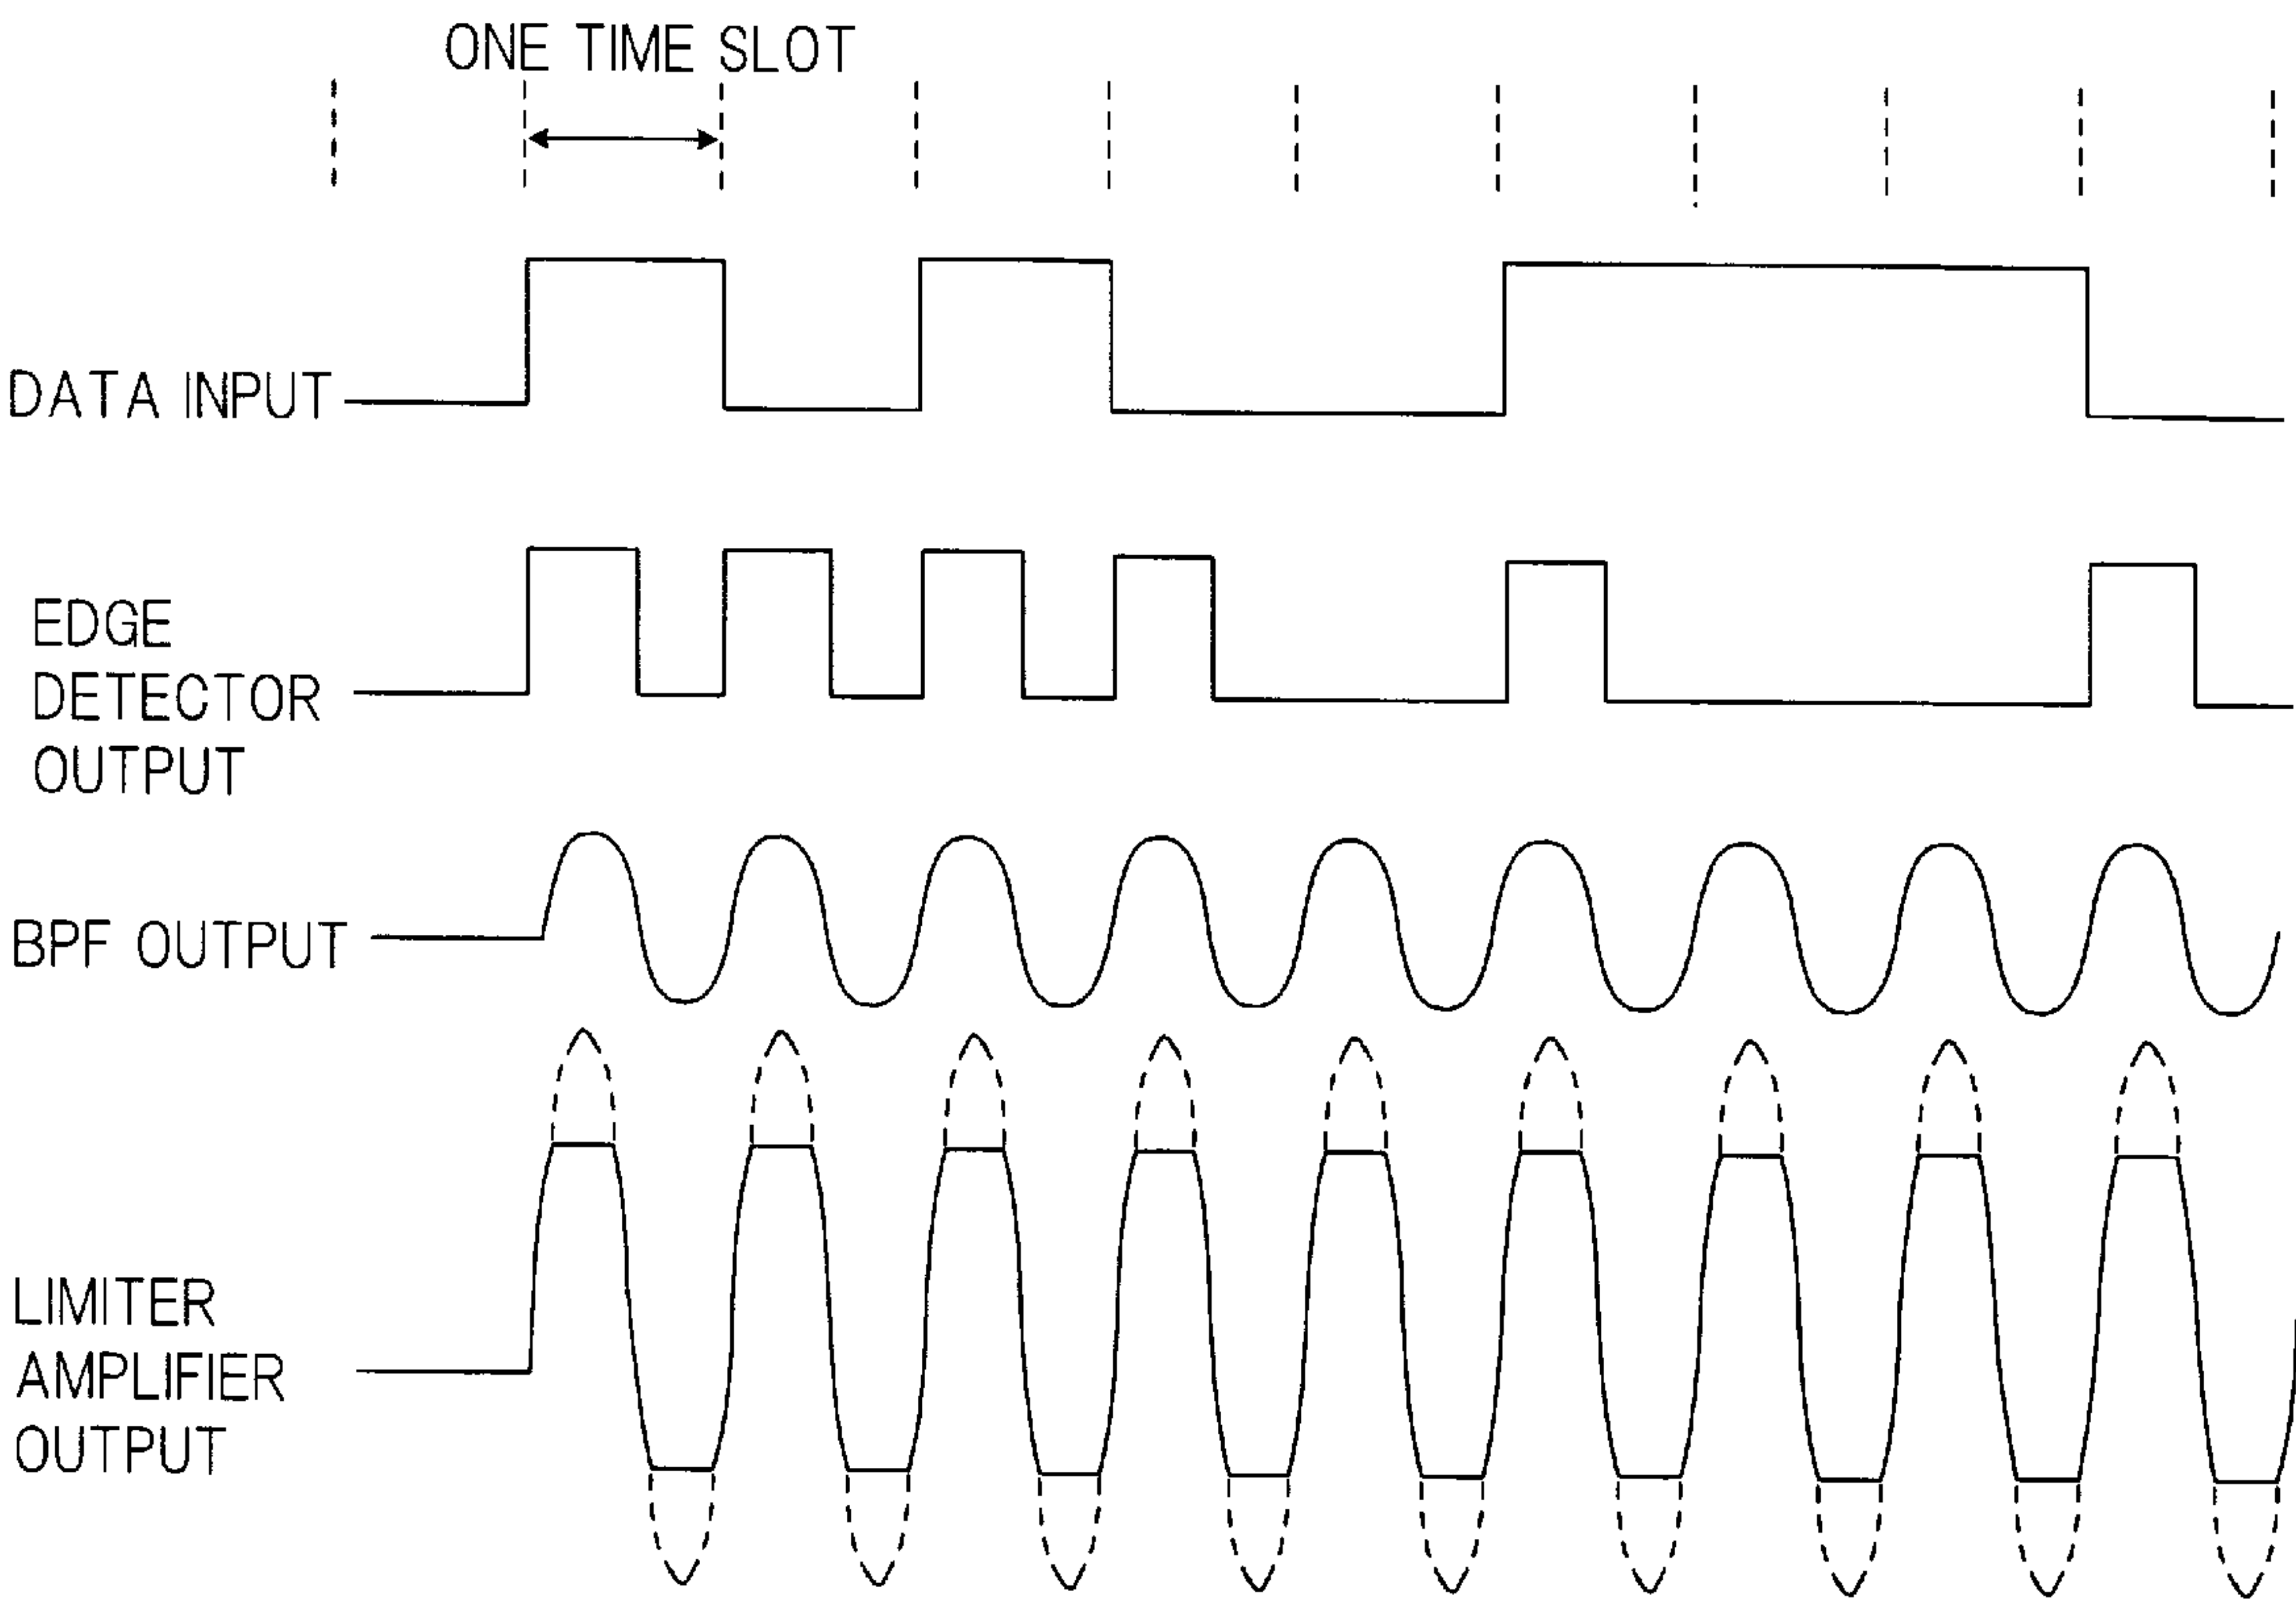 ONE TIME SLOT
DATA INPUT
EDGE
DETECTOR
OUTPUT
BPF OUTPUT
LIMITER
AMPLIFIER
OUTPUT